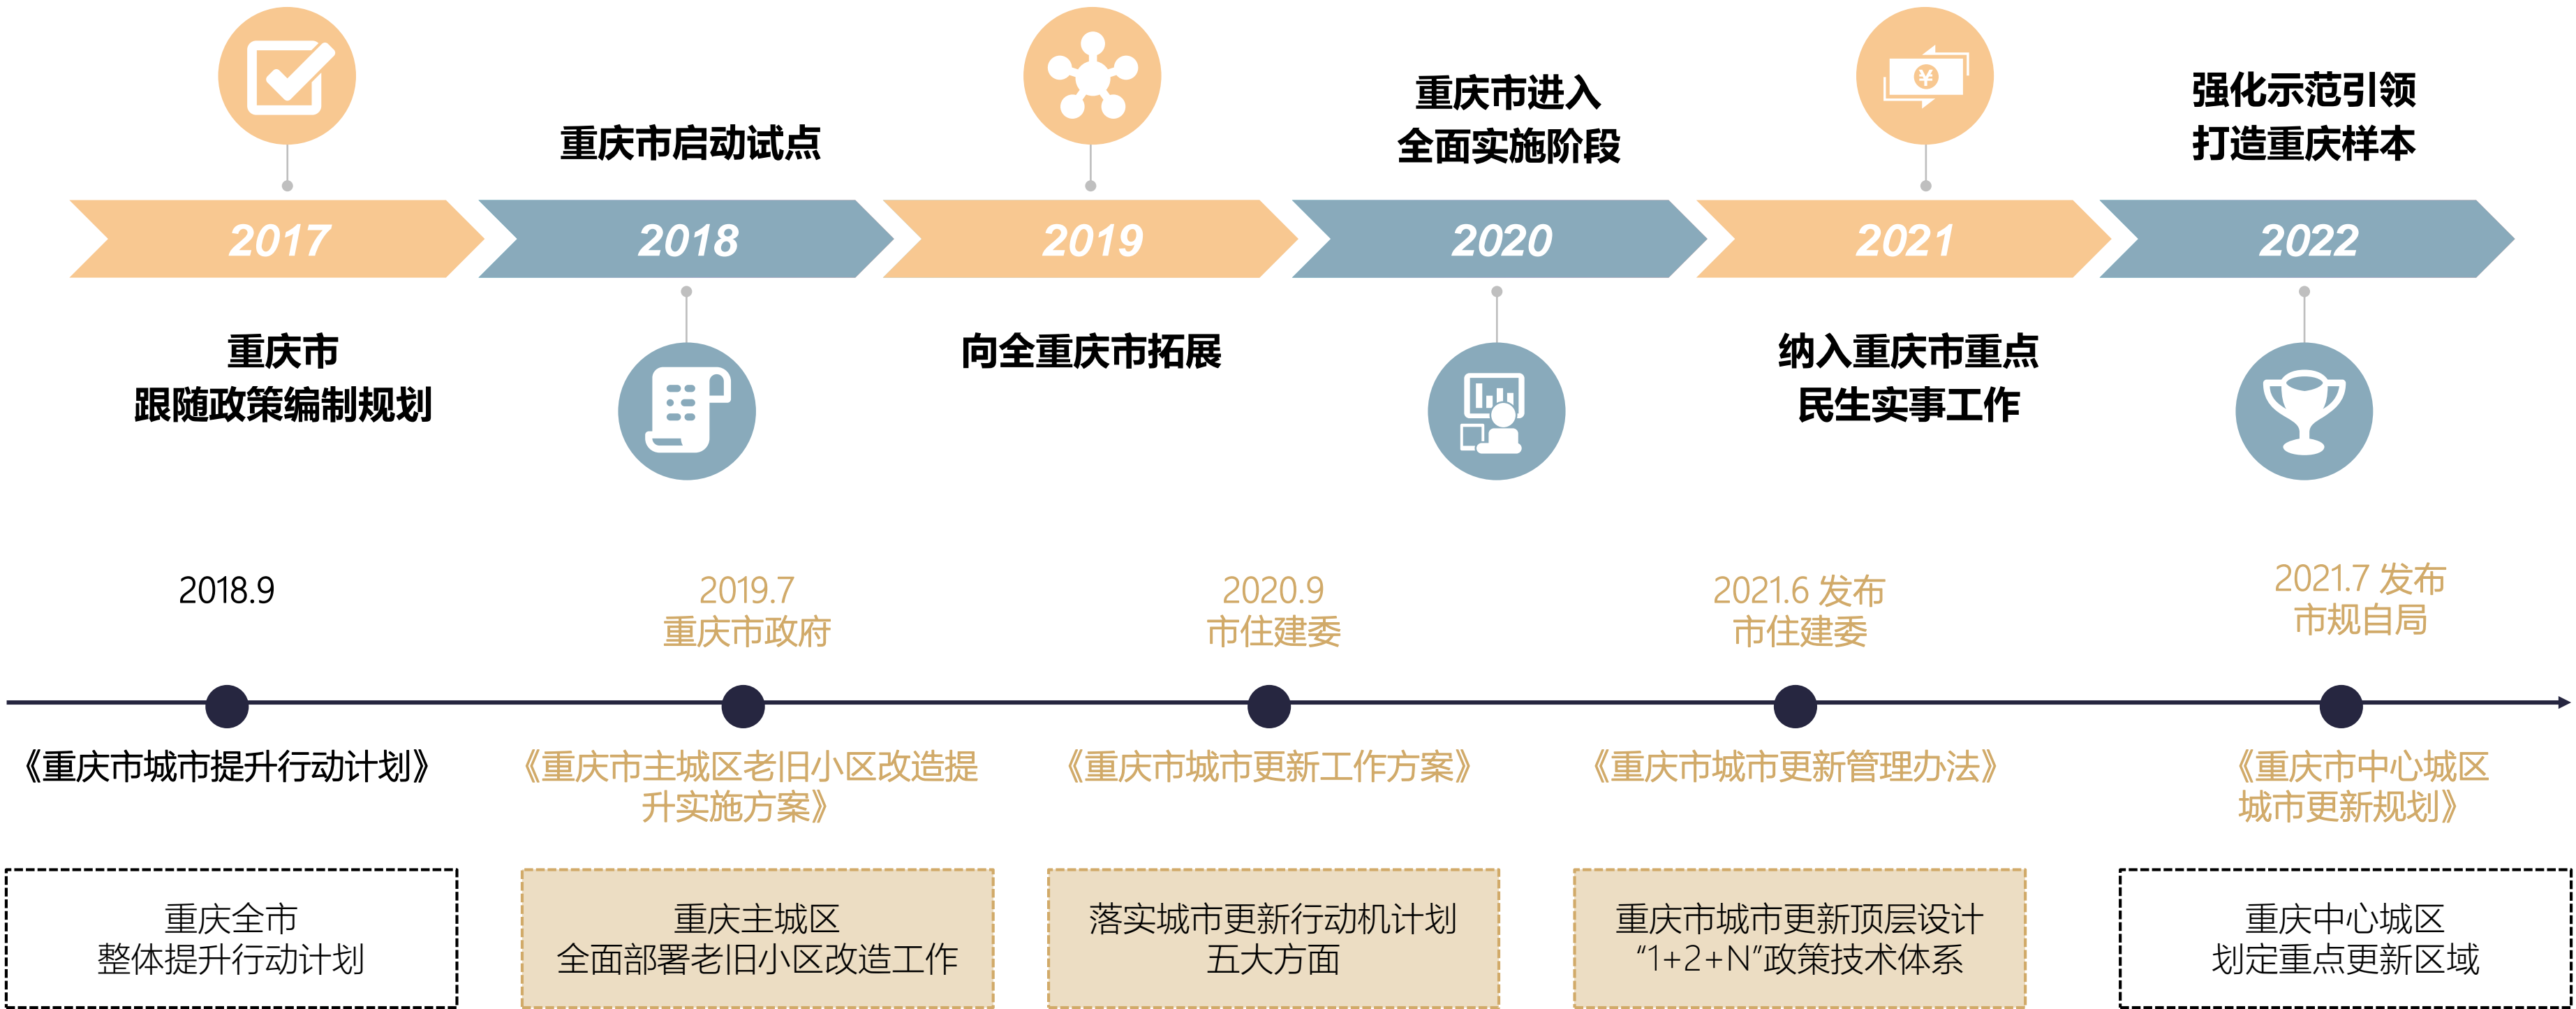 重庆市启动试点
重庆市进入
全面实施阶段
强化示范引领
打造重庆样本
2017
2018
2019
2020
¥
2021
2022
重庆市
跟随政策编制规划
向全重庆市拓展
纳入重庆市重点
民生实事工作
2018.9
2019.7
重庆市政府
2020.9
市住建委
2021.6 发布
市住建委
2021.7 发布
市规自局
《重庆市城市提升行动计划》
《重庆市主城区老旧小区改造提
升实施方案》
《重庆市城市更新工作方案》
《重庆市城市更新管理办法》
《重庆市中心城区
城市更新规划》
重庆全市
整体提升行动计划
重庆主城区
全面部署老旧小区改造工作
落实城市更新行动机计划
五大方面
重庆市城市更新顶层设计
“1+2+N”政策技术体系
重庆中心城区
划定重点更新区域